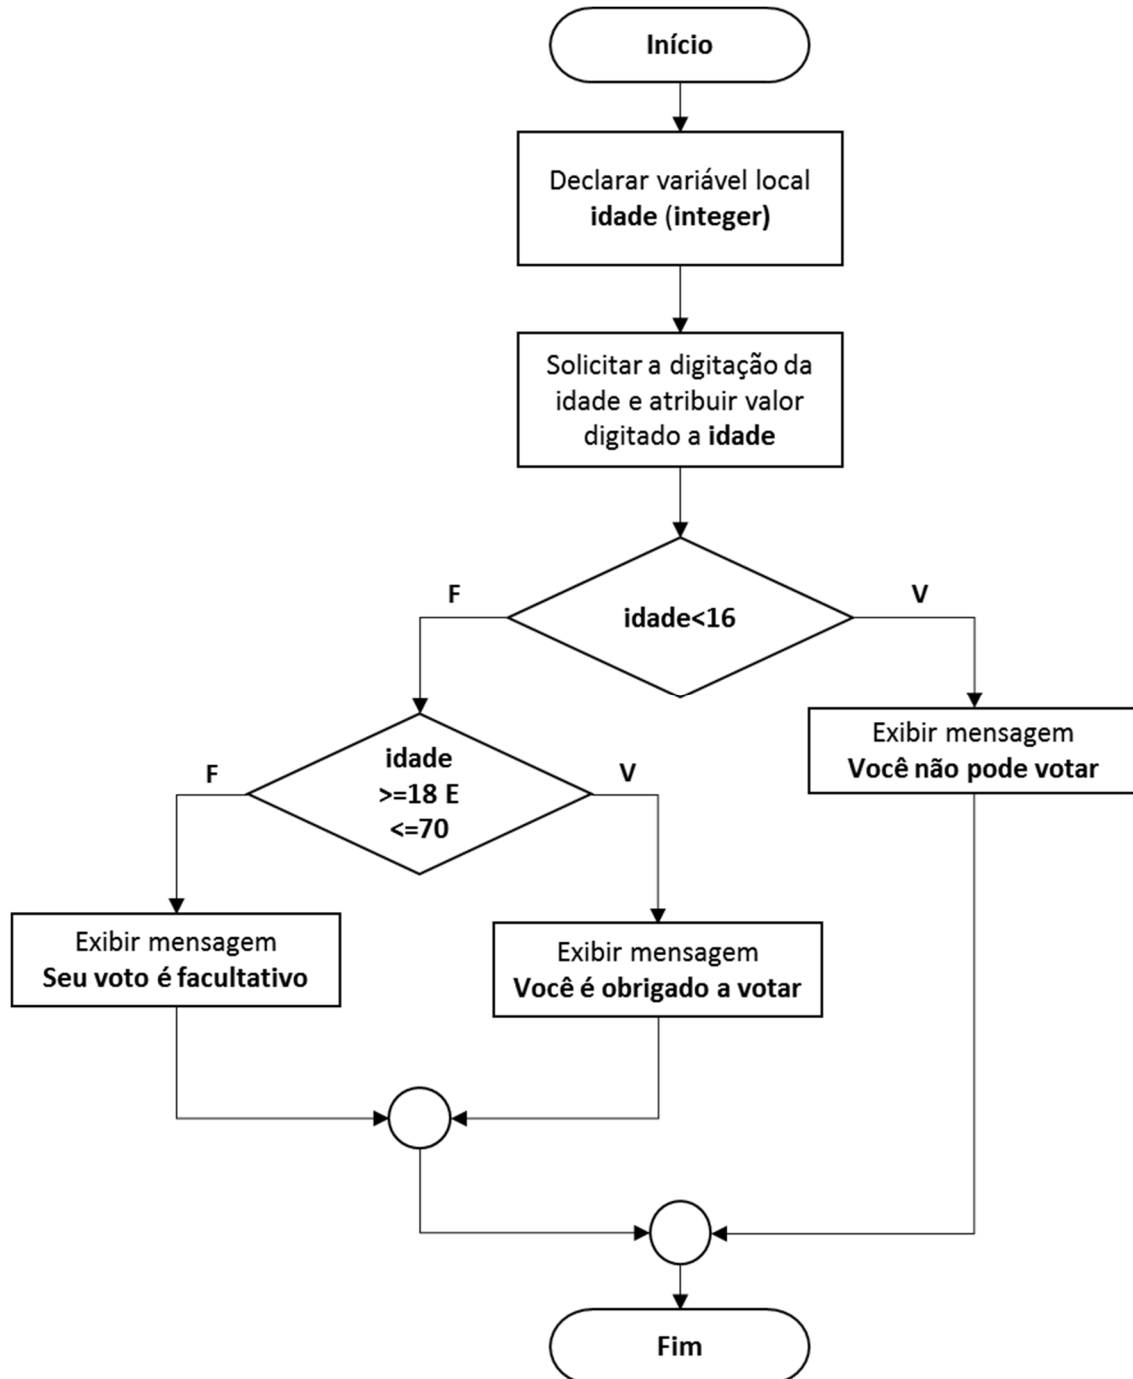 Início
Declarar variável local
idade (integer)
Solicitar a digitação da
idade e atribuir valor
digitado a idade
F
V
idade<16
Exibir mensagem
Você não pode votar
F
V
idade
>=18 E
<=70
Exibir mensagem
Seu voto é facultativo
Exibir mensagem
Você é obrigado a votar
Fim